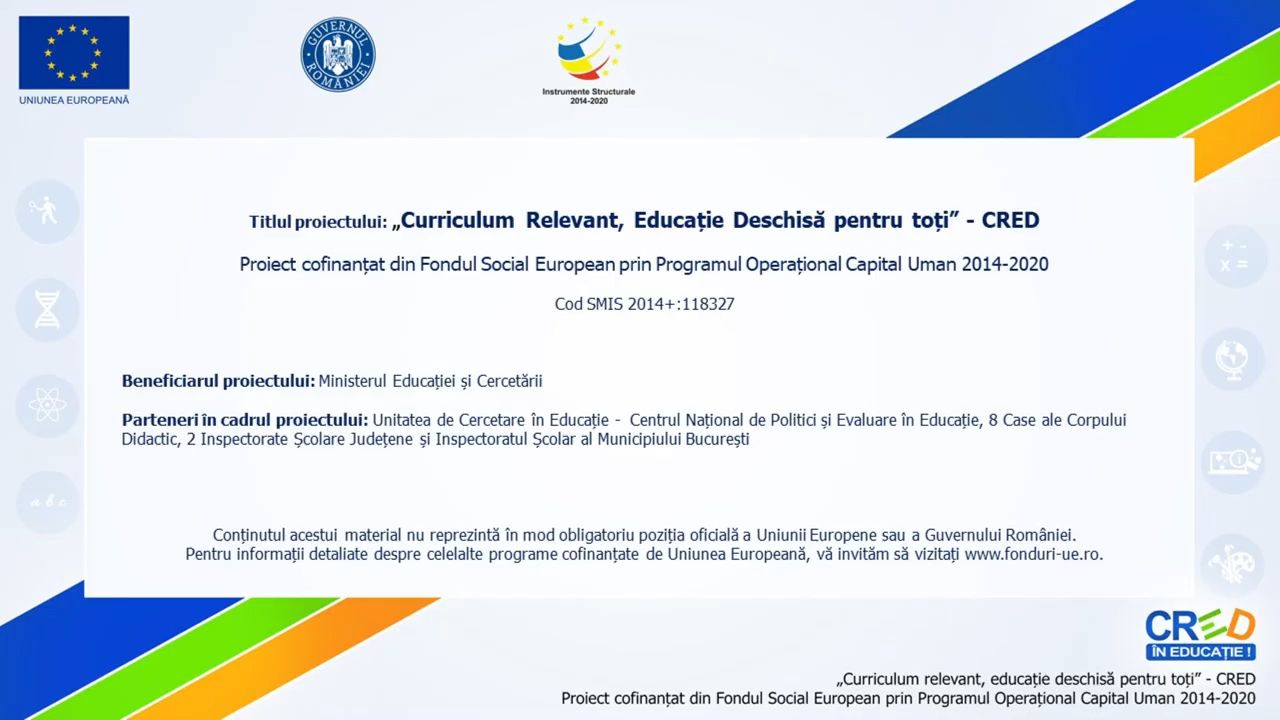 UNIUNEA EUROPEANĂ
GUVERNUL ROMÂNIEI
Instrumente Structurale
2014-2020
Titlul proiectului: „Curriculum Relevant, Educație Deschisă pentru toți” - CRED
Proiect cofinanțat din Fondul Social European prin Programul Operațional Capital Uman 2014-2020
Cod SMIS 2014+:118327
Beneficiarul proiectului: Ministerul Educației și Cercetării
Parteneri în cadrul proiectului: Unitatea de Cercetare în Educație - Centrul Național de Politici și Evaluare în Educație, 8 Case ale Corpului
Didactic, 2 Inspectorate Școlare Județene și Inspectoratul Școlar al Municipiului București
Conținutul acestui material nu reprezintă în mod obligatoriu poziția oficială a Uniunii Europene sau a Guvernului României.
Pentru informații detaliate despre celelalte programe cofinanțate de Uniunea Europeană, vă invităm să vizitați www.fonduri-ue.ro.
+ -
x =
a b c
CRED
ÎN EDUCAȚIE !
„Curriculum relevant, educație deschisă pentru toți” - CRED
Proiect cofinanțat din Fondul Social European prin Programul Operațional Capital Uman 2014-2020